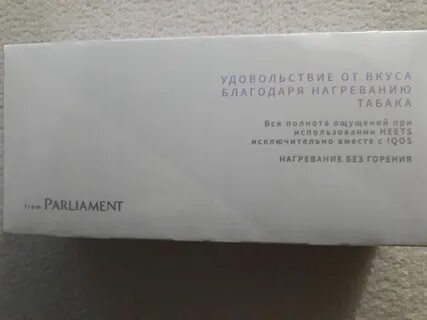 УДОВОЛЬСТВИЕ ОТ ВКУСА
БЛАГОДАРЯ НАГРЕВАНИЮ
ТАБАКА
Вся полнота ощущений при
использовании HEETS
исключительно вместе с IQOS
НАГРЕВАНИЕ БЕЗ ГОРЕНИЯ
from PARLIAMENT